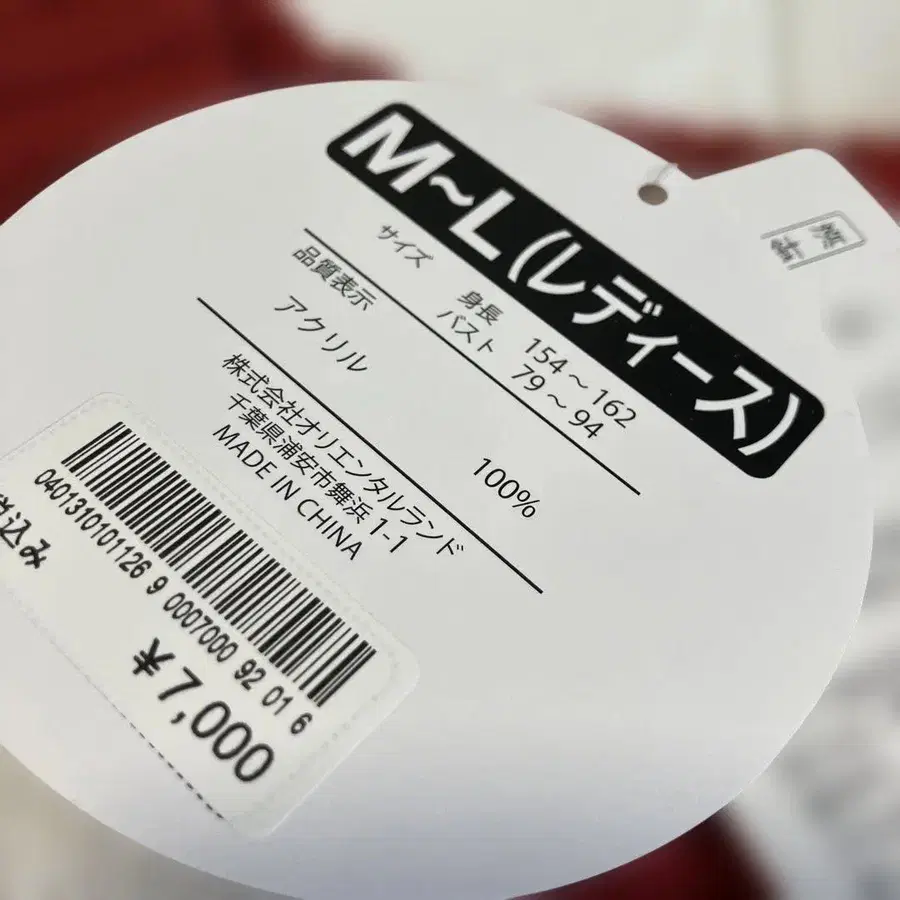 M~L(レディース)
サイズ 身長 154～162
バスト 79～94
品質表示
アクリル 100%
株式会社オリエンタルランド
千葉県浦安市舞浜1-1
MADE IN CHINA
0401310101126 9 0007000 92 01 6
税込み ¥7,000
検針